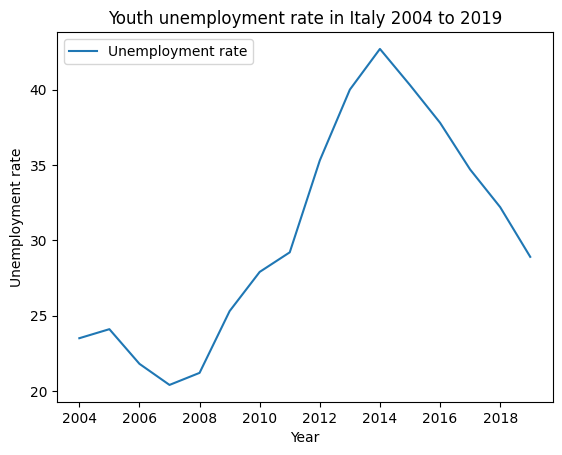 Youth unemployment rate in Italy 2004 to 2019
Unemployment rate
Unemployment rate
40
35
30
25
20
2004 2006 2008 2010 2012 2014 2016 2018
Year